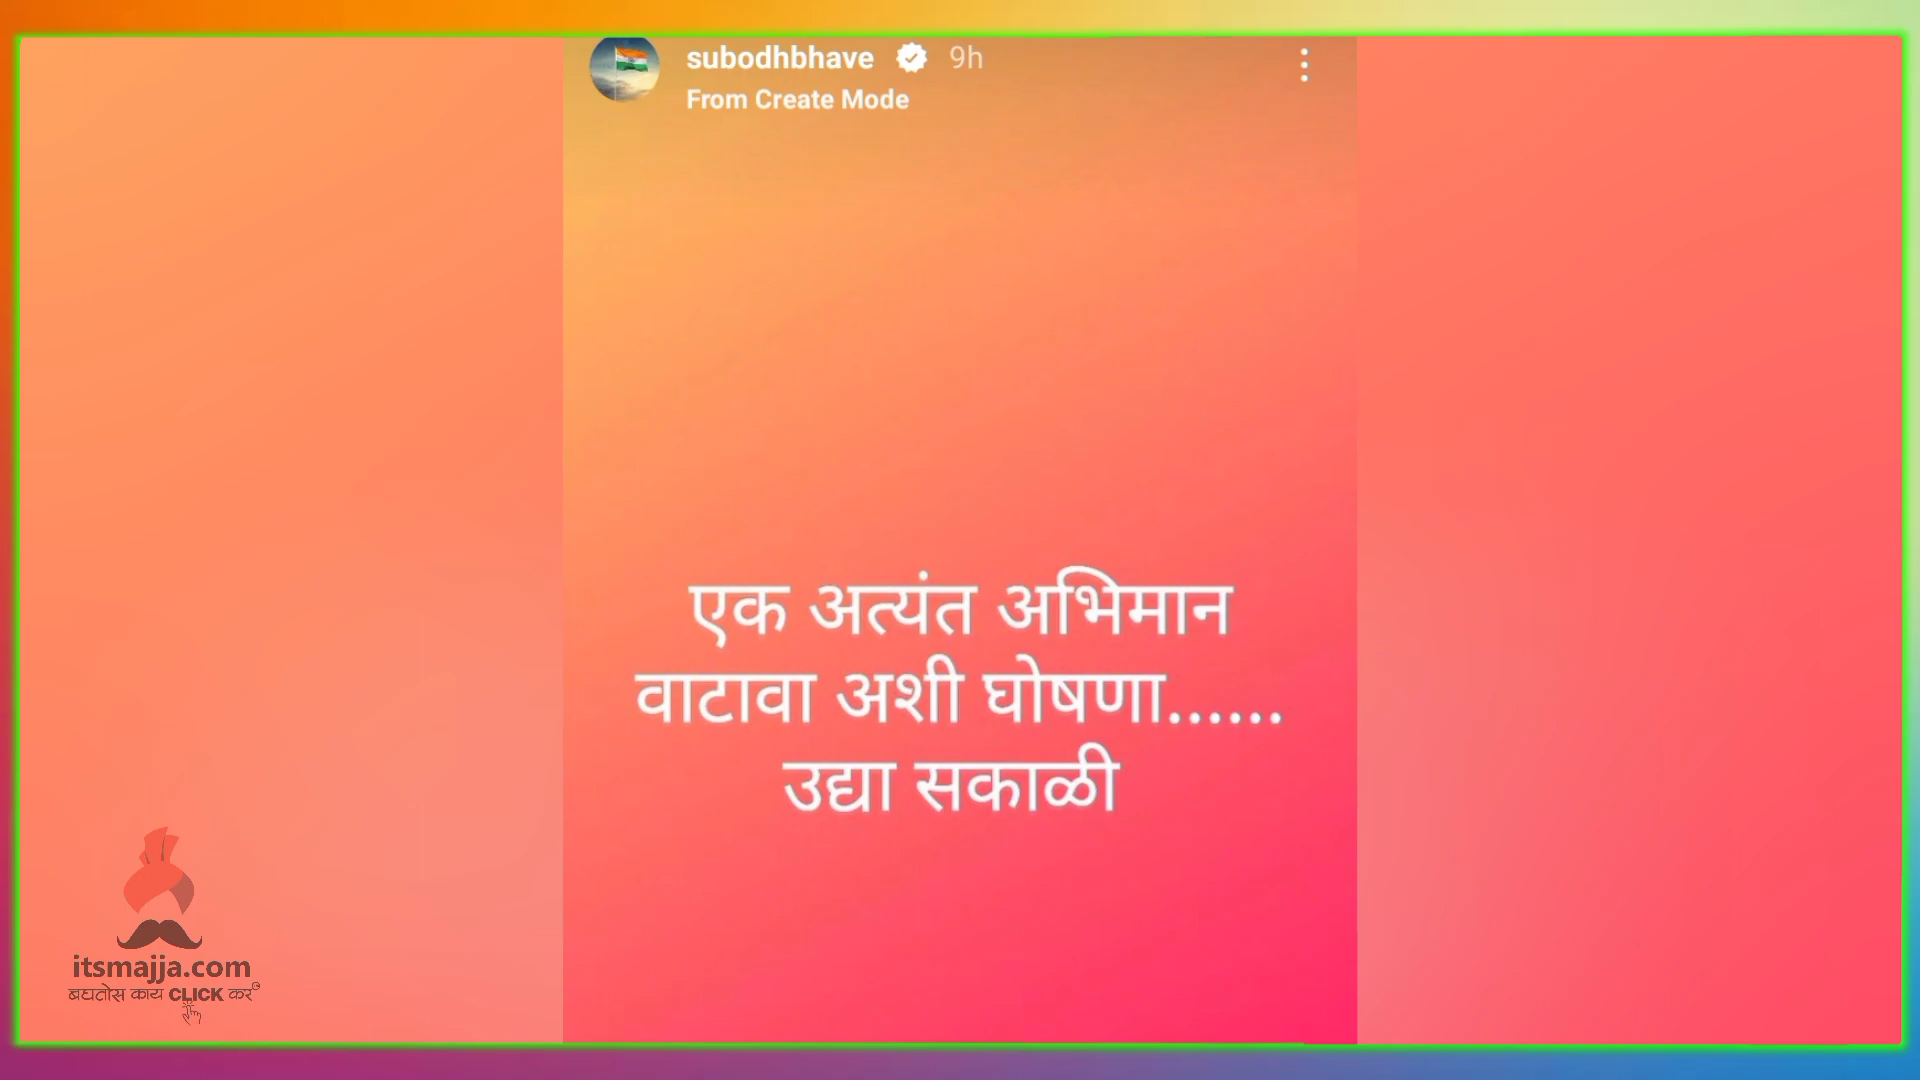 subodhbhave 9h
From Create Mode
एक अत्यंत अभिमान
वाटावा अशी घोषणा......
उद्या सकाळी
itsmajja.com
बघतोस काय CLICK कर